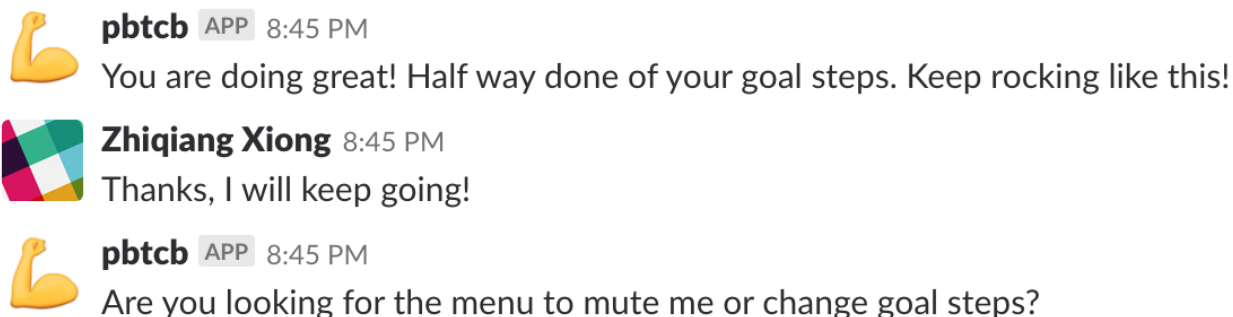 pbtcb APP 8:45 PM
You are doing great! Half way done of your goal steps. Keep rocking like this!
Zhiqiang Xiong 8:45 PM
Thanks, I will keep going!
pbtcb APP 8:45 PM
Are you looking for the menu to mute me or change goal steps?